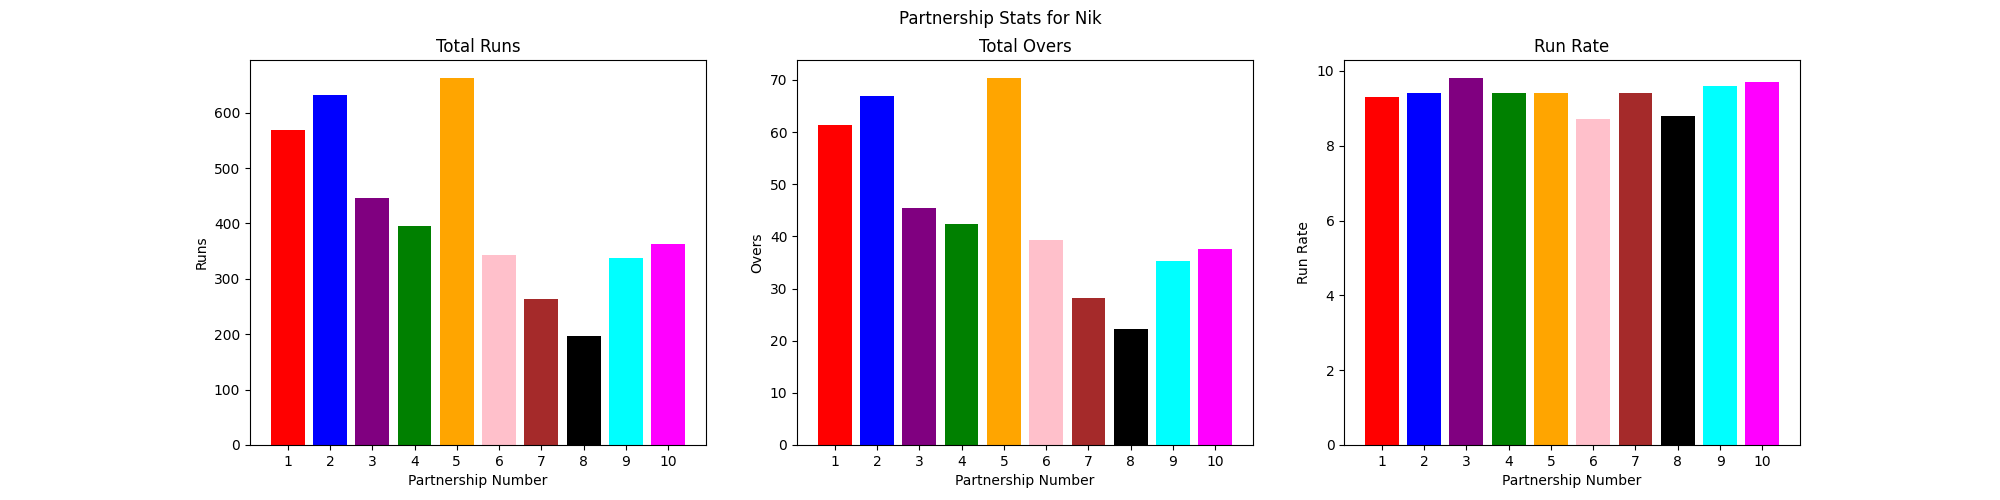 Partnership Stats for Nik
Total Runs
600
500
400
300
200
100
0
Runs
1 2 3 4 5 6 7 8 9 10
Partnership Number
Total Overs
70
60
50
40
30
20
10
0
Overs
1 2 3 4 5 6 7 8 9 10
Partnership Number
Run Rate
10
8
6
4
2
0
Run Rate
1 2 3 4 5 6 7 8 9 10
Partnership Number